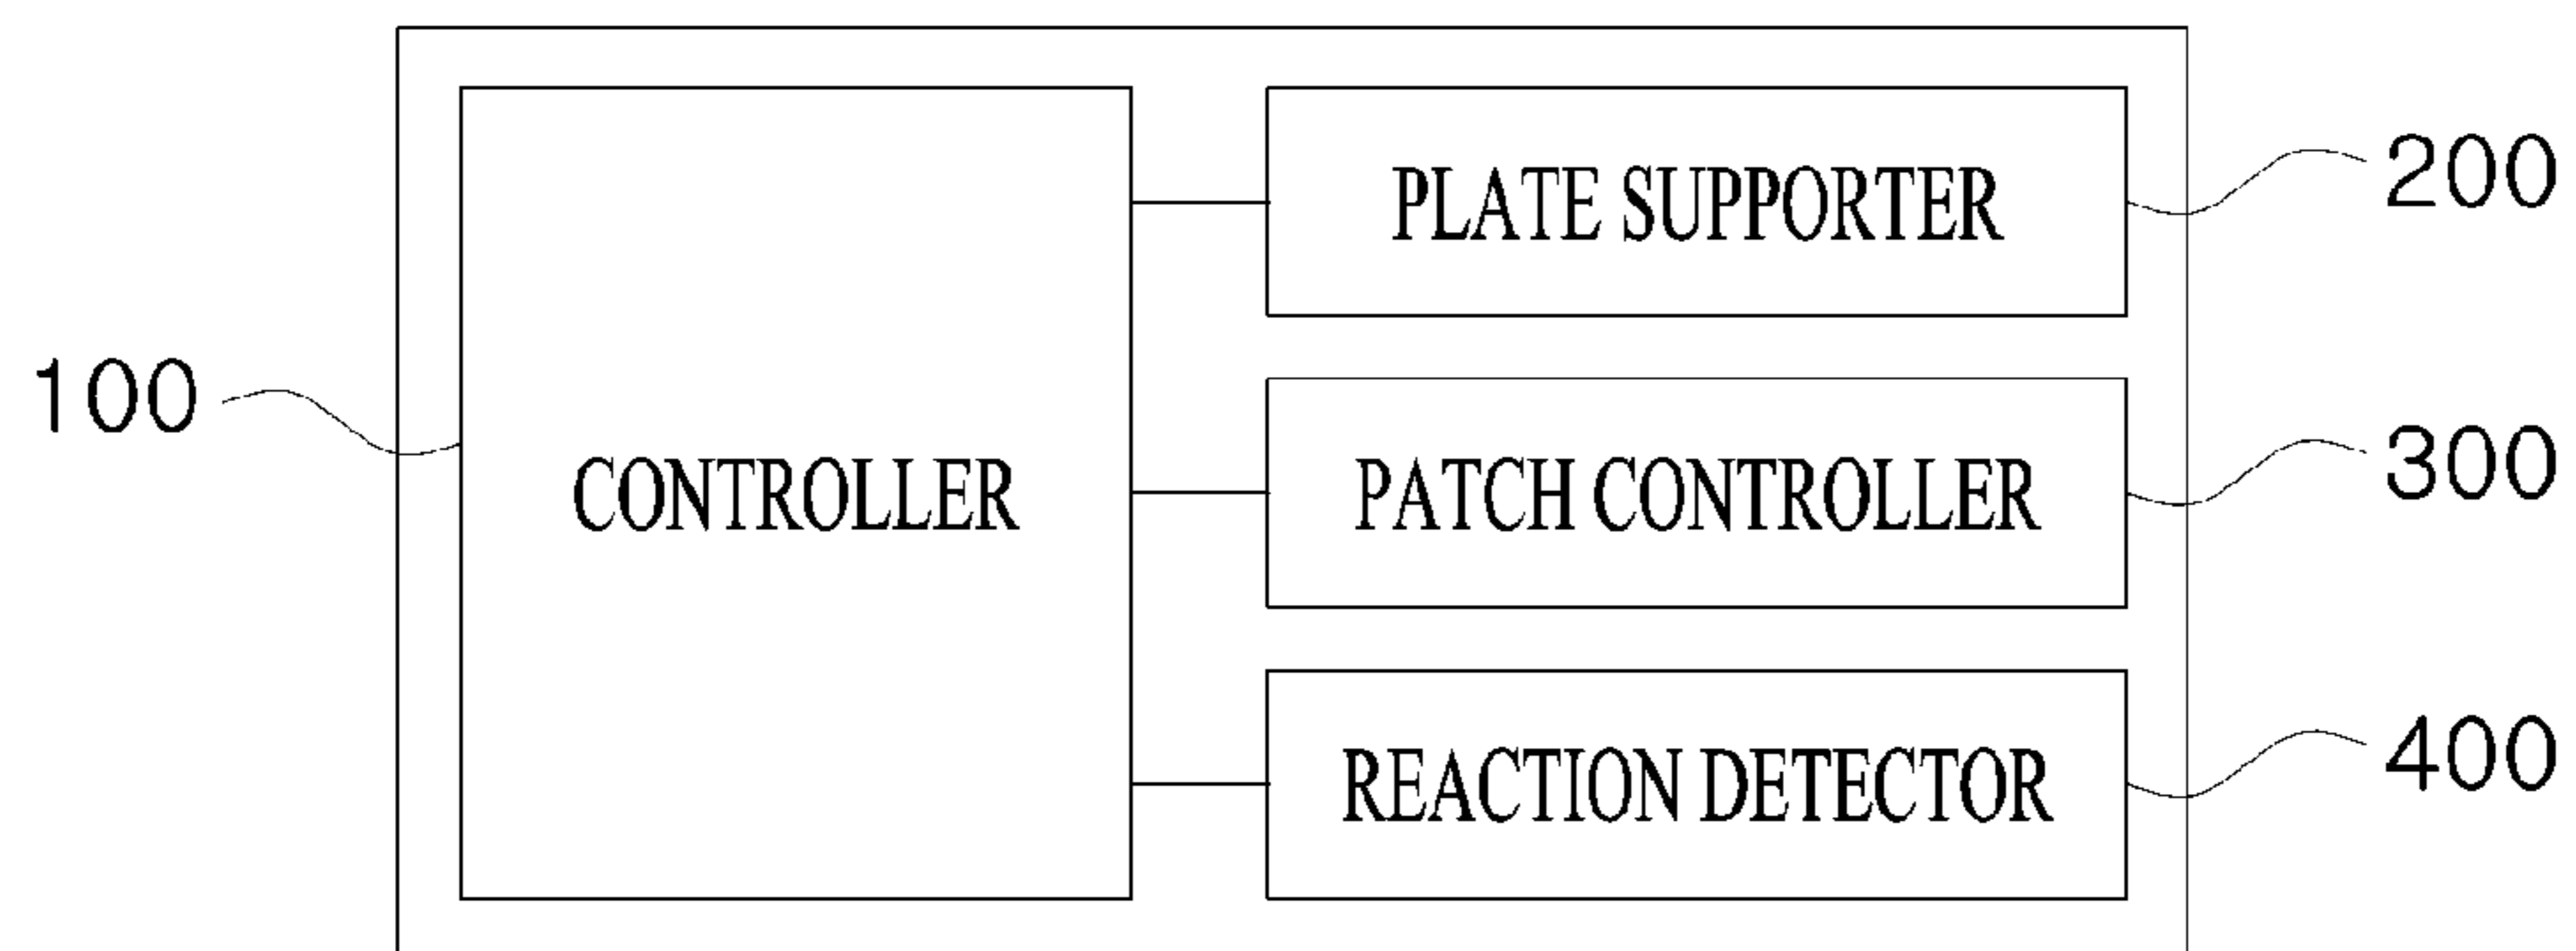 PLATE SUPPORTER
200
100
CONTROLLER
PATCH CONTROLLER
300
REACTION DETECTOR
400